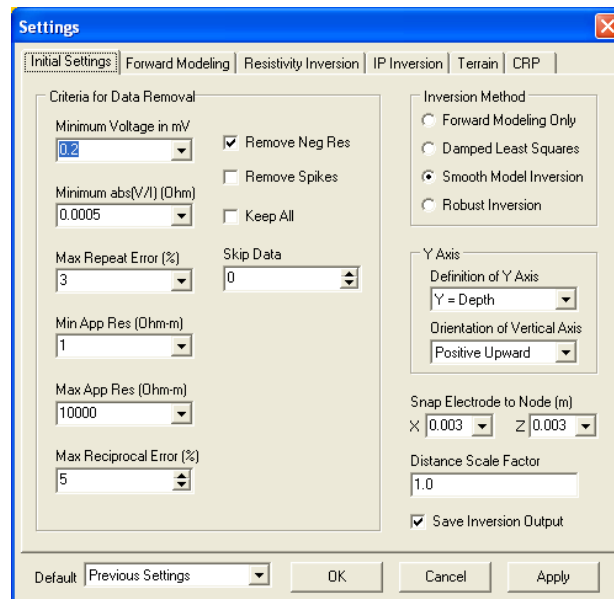 Settings
Initial Settings Forward Modeling Resistivity Inversion IP Inversion Terrain CRP
Criteria for Data Removal
Minimum Voltage in mV
0.2
Minimum abs(V/I) (Ohm)
0.0005
Max Repeat Error (%)
3
Min App Res (Ohm-m)
1
Max App Res (Ohm-m)
10000
Max Reciprocal Error (%)
5
Remove Neg Res
Remove Spikes
Keep All
Skip Data
0
Inversion Method
Forward Modeling Only
Damped Least Squares
Smooth Model Inversion
Robust Inversion
Y Axis
Definition of Y Axis
Y = Depth
Orientation of Vertical Axis
Positive Upward
Snap Electrode to Node (m)
X 0.003 Z 0.003
Distance Scale Factor
1.0
Save Inversion Output
Default Previous Settings OK Cancel Apply